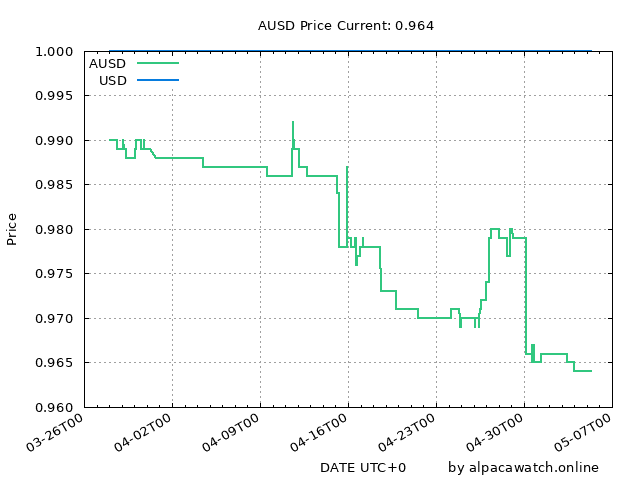 AUSD Price Current: 0.964
1.000
AUSD
USD
0.995
0.990
0.985
0.980
Price
0.975
0.970
0.965
0.960
03-26T00 04-02T00 04-09T00 04-16T00 04-23T00 04-30T00 05-07T00
DATE UTC+0 by alpacawatch.online